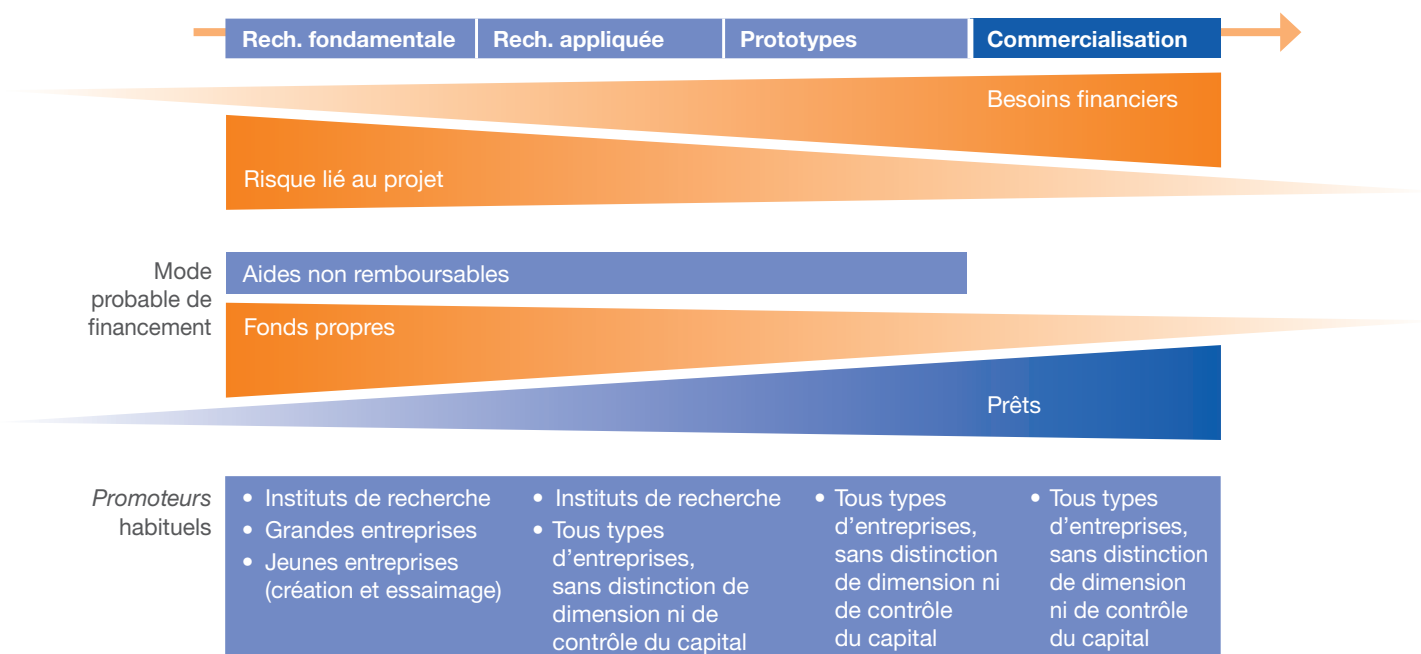 Rech. fondamentale
Rech. appliquée
Prototypes
Commercialisation
Besoins financiers
Risque lié au projet
Mode
probable de
financement
Aides non remboursables
Fonds propres
Prêts
Promoteurs
habituels
• Instituts de recherche
• Grandes entreprises
• Jeunes entreprises
(création et essaimage)
• Instituts de recherche
• Tous types
d’entreprises,
sans distinction de
dimension ni de
contrôle du capital
• Tous types
d’entreprises,
sans distinction
de dimension ni
de contrôle
du capital
• Tous types
d’entreprises,
sans distinction
de dimension
ni de contrôle
du capital